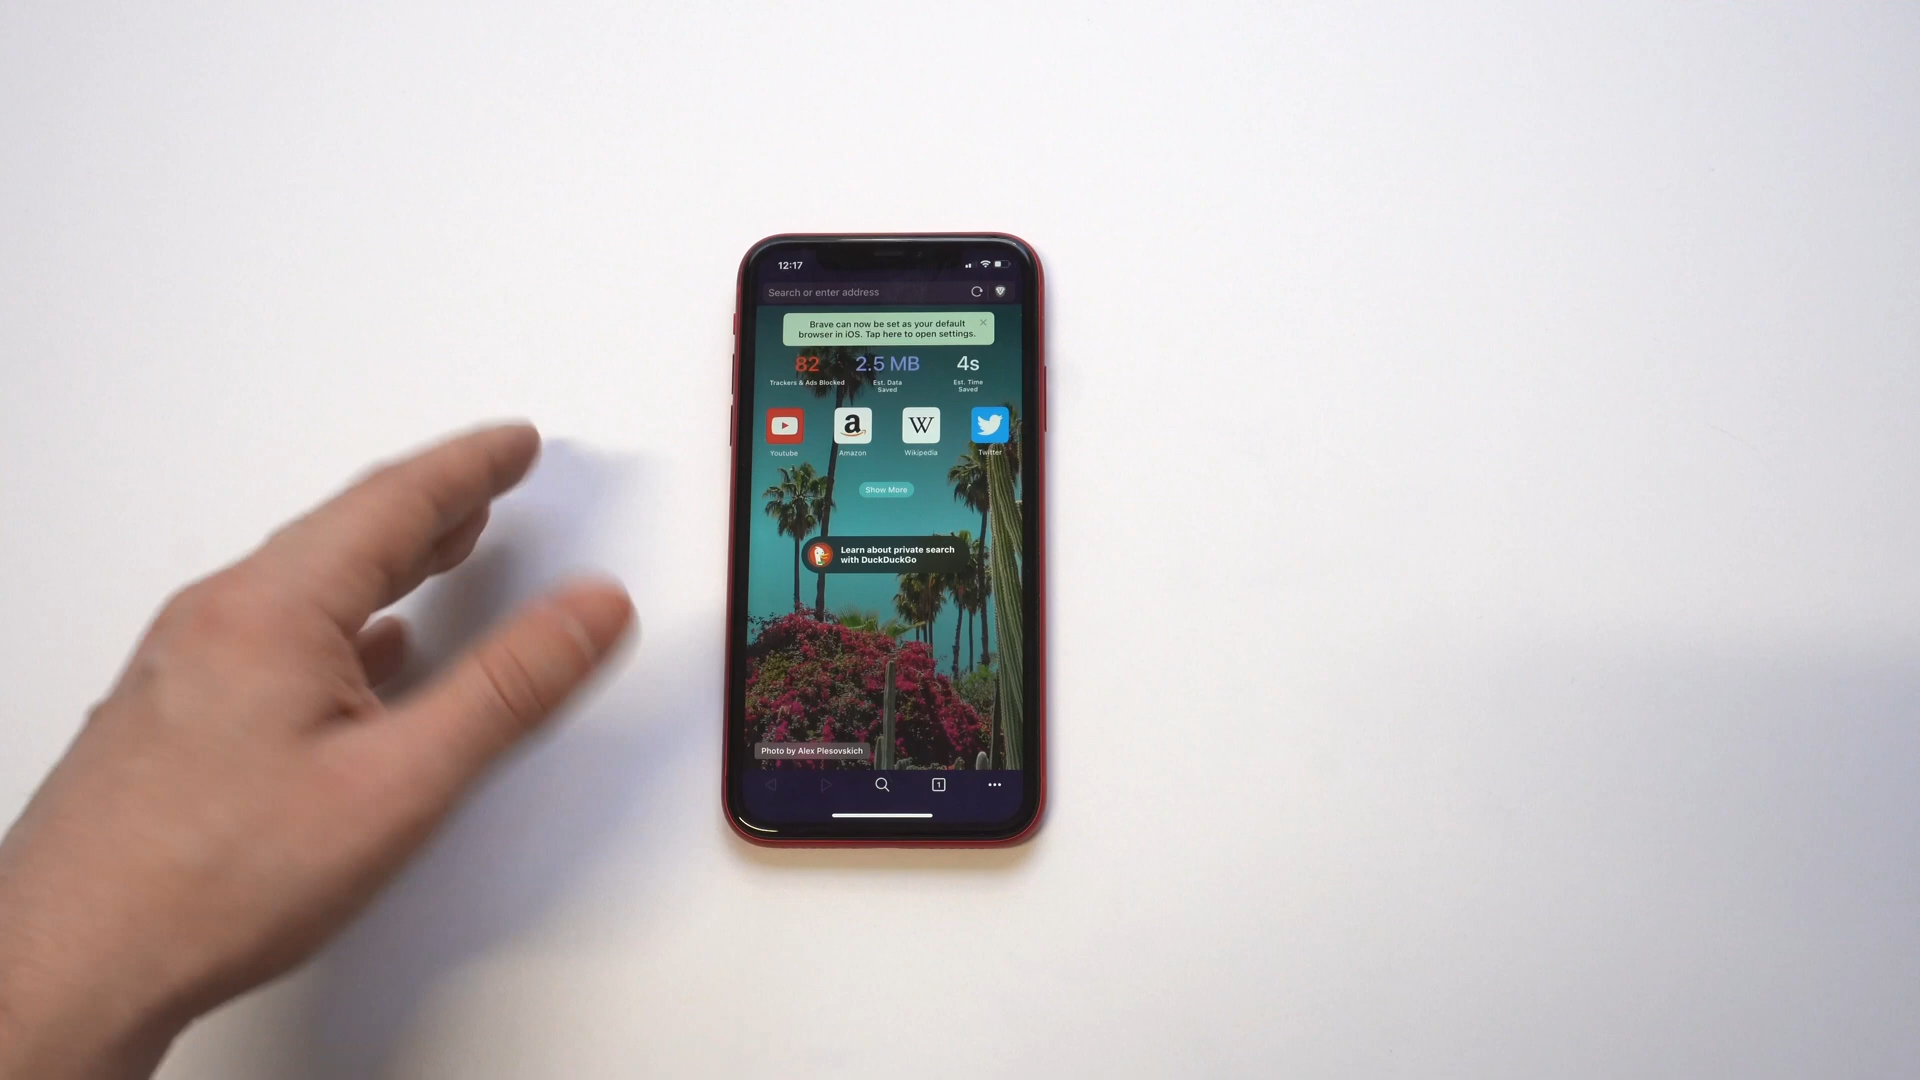 12:17
Search or enter address
Brave can now be set as your default
browser in iOS. Tap here to open settings.
82 2.5 MB 4s
Trackers & Ads Blocked Est. Data Est. Time
Saved Saved
a W
Youtube Amazon Wikipedia Twitter
Show More
Learn about private search
with DuckDuckGo
Photo by Alex Plesovskich
1